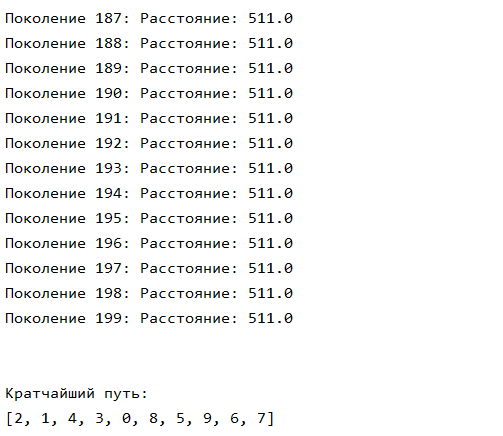 Поколение 187: Расстояние: 511.0
Поколение 188: Расстояние: 511.0
Поколение 189: Расстояние: 511.0
Поколение 190: Расстояние: 511.0
Поколение 191: Расстояние: 511.0
Поколение 192: Расстояние: 511.0
Поколение 193: Расстояние: 511.0
Поколение 194: Расстояние: 511.0
Поколение 195: Расстояние: 511.0
Поколение 196: Расстояние: 511.0
Поколение 197: Расстояние: 511.0
Поколение 198: Расстояние: 511.0
Поколение 199: Расстояние: 511.0
Кратчайший путь:
[2, 1, 4, 3, 0, 8, 5, 9, 6, 7]